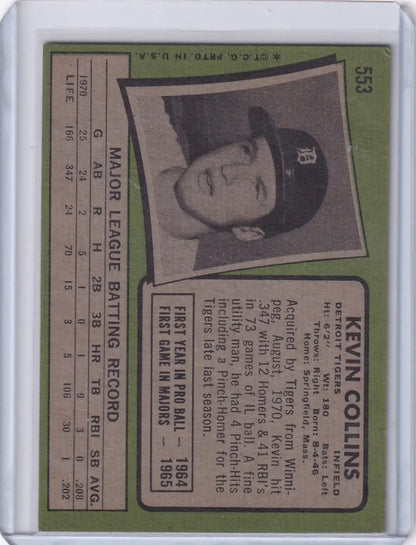 553
KEVIN COLLINS
DETROIT TIGERS INFIELD
Ht: 6'2" Wt: 180 Bats: Left
Throws: Right Born: 8-4-46
Home: Springfield, Mass.
Acquired by Tigers from Winni-
peg, August, 1970, Kevin hit
.347 with 12 Homers & 41 RBI's
in 73 games of IL ball. A fine
utility man, he had 4 Pinch-Hits
including a Pinch-Homer for the
Tigers late last season.
FIRST YEAR IN PRO BALL — 1964
FIRST GAME IN MAJORS — 1965
MAJOR LEAGUE BATTING RECORD
G AB R H 2B 3B HR TB RBI SB AVG.
1970 25 24 2 5 1 0 1 9 3 0 .208
LIFE 166 347 24 70 15 3 5 106 30 1 .202
* © T.C.G. PRTD. IN U.S.A.
D